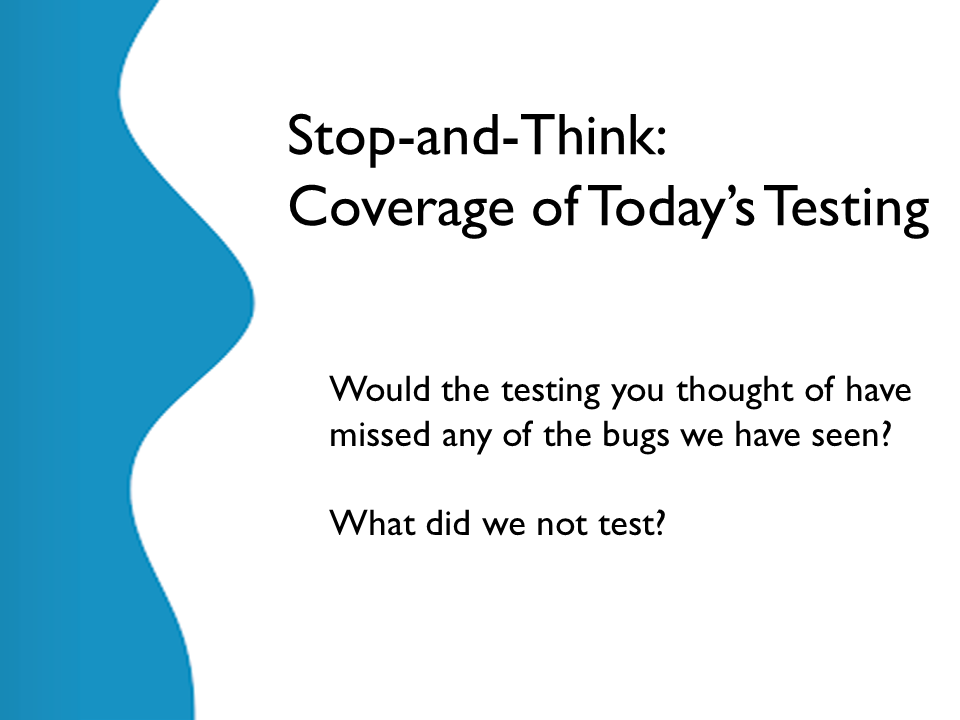 Stop-and-Think:
Coverage of Today’s Testing
Would the testing you thought of have
missed any of the bugs we have seen?
What did we not test?